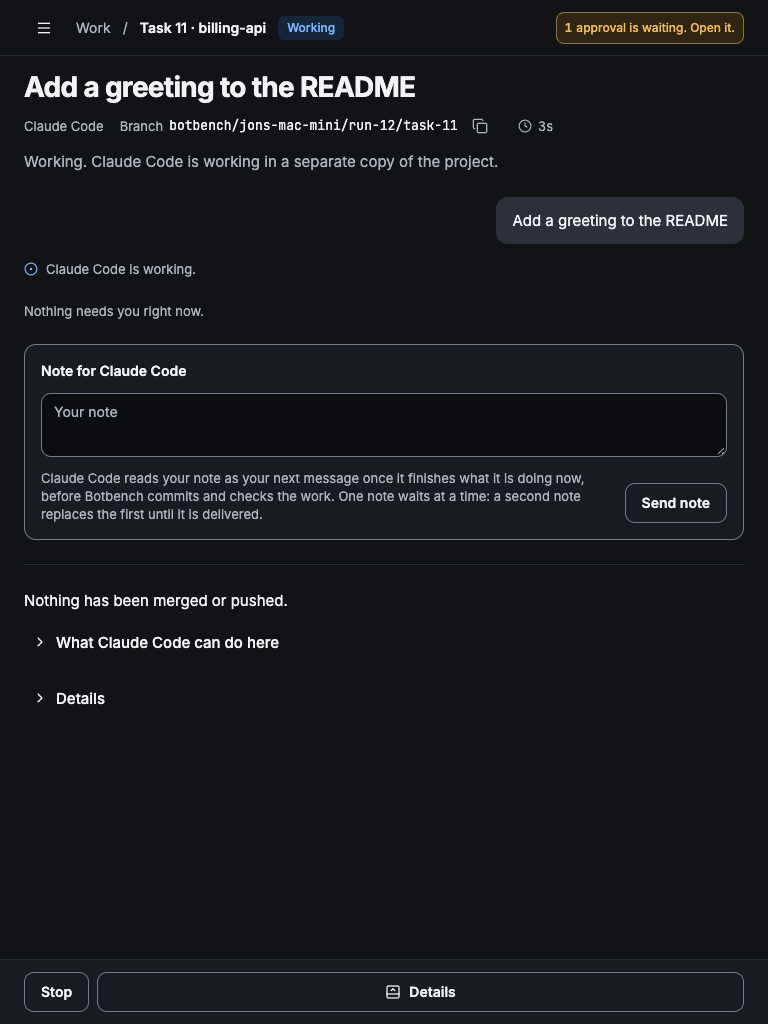 Work / Task 11 · billing-api Working 1 approval is waiting. Open it.
Add a greeting to the README
Claude Code Branch botbench/jons-mac-mini/run-12/task-11 3s
Working. Claude Code is working in a separate copy of the project.
Add a greeting to the README
Claude Code is working.
Nothing needs you right now.
Note for Claude Code
Your note
Claude Code reads your note as your next message once it finishes what it is doing now,
before Botbench commits and checks the work. One note waits at a time: a second note
replaces the first until it is delivered.
Send note
Nothing has been merged or pushed.
What Claude Code can do here
Details
Stop Details